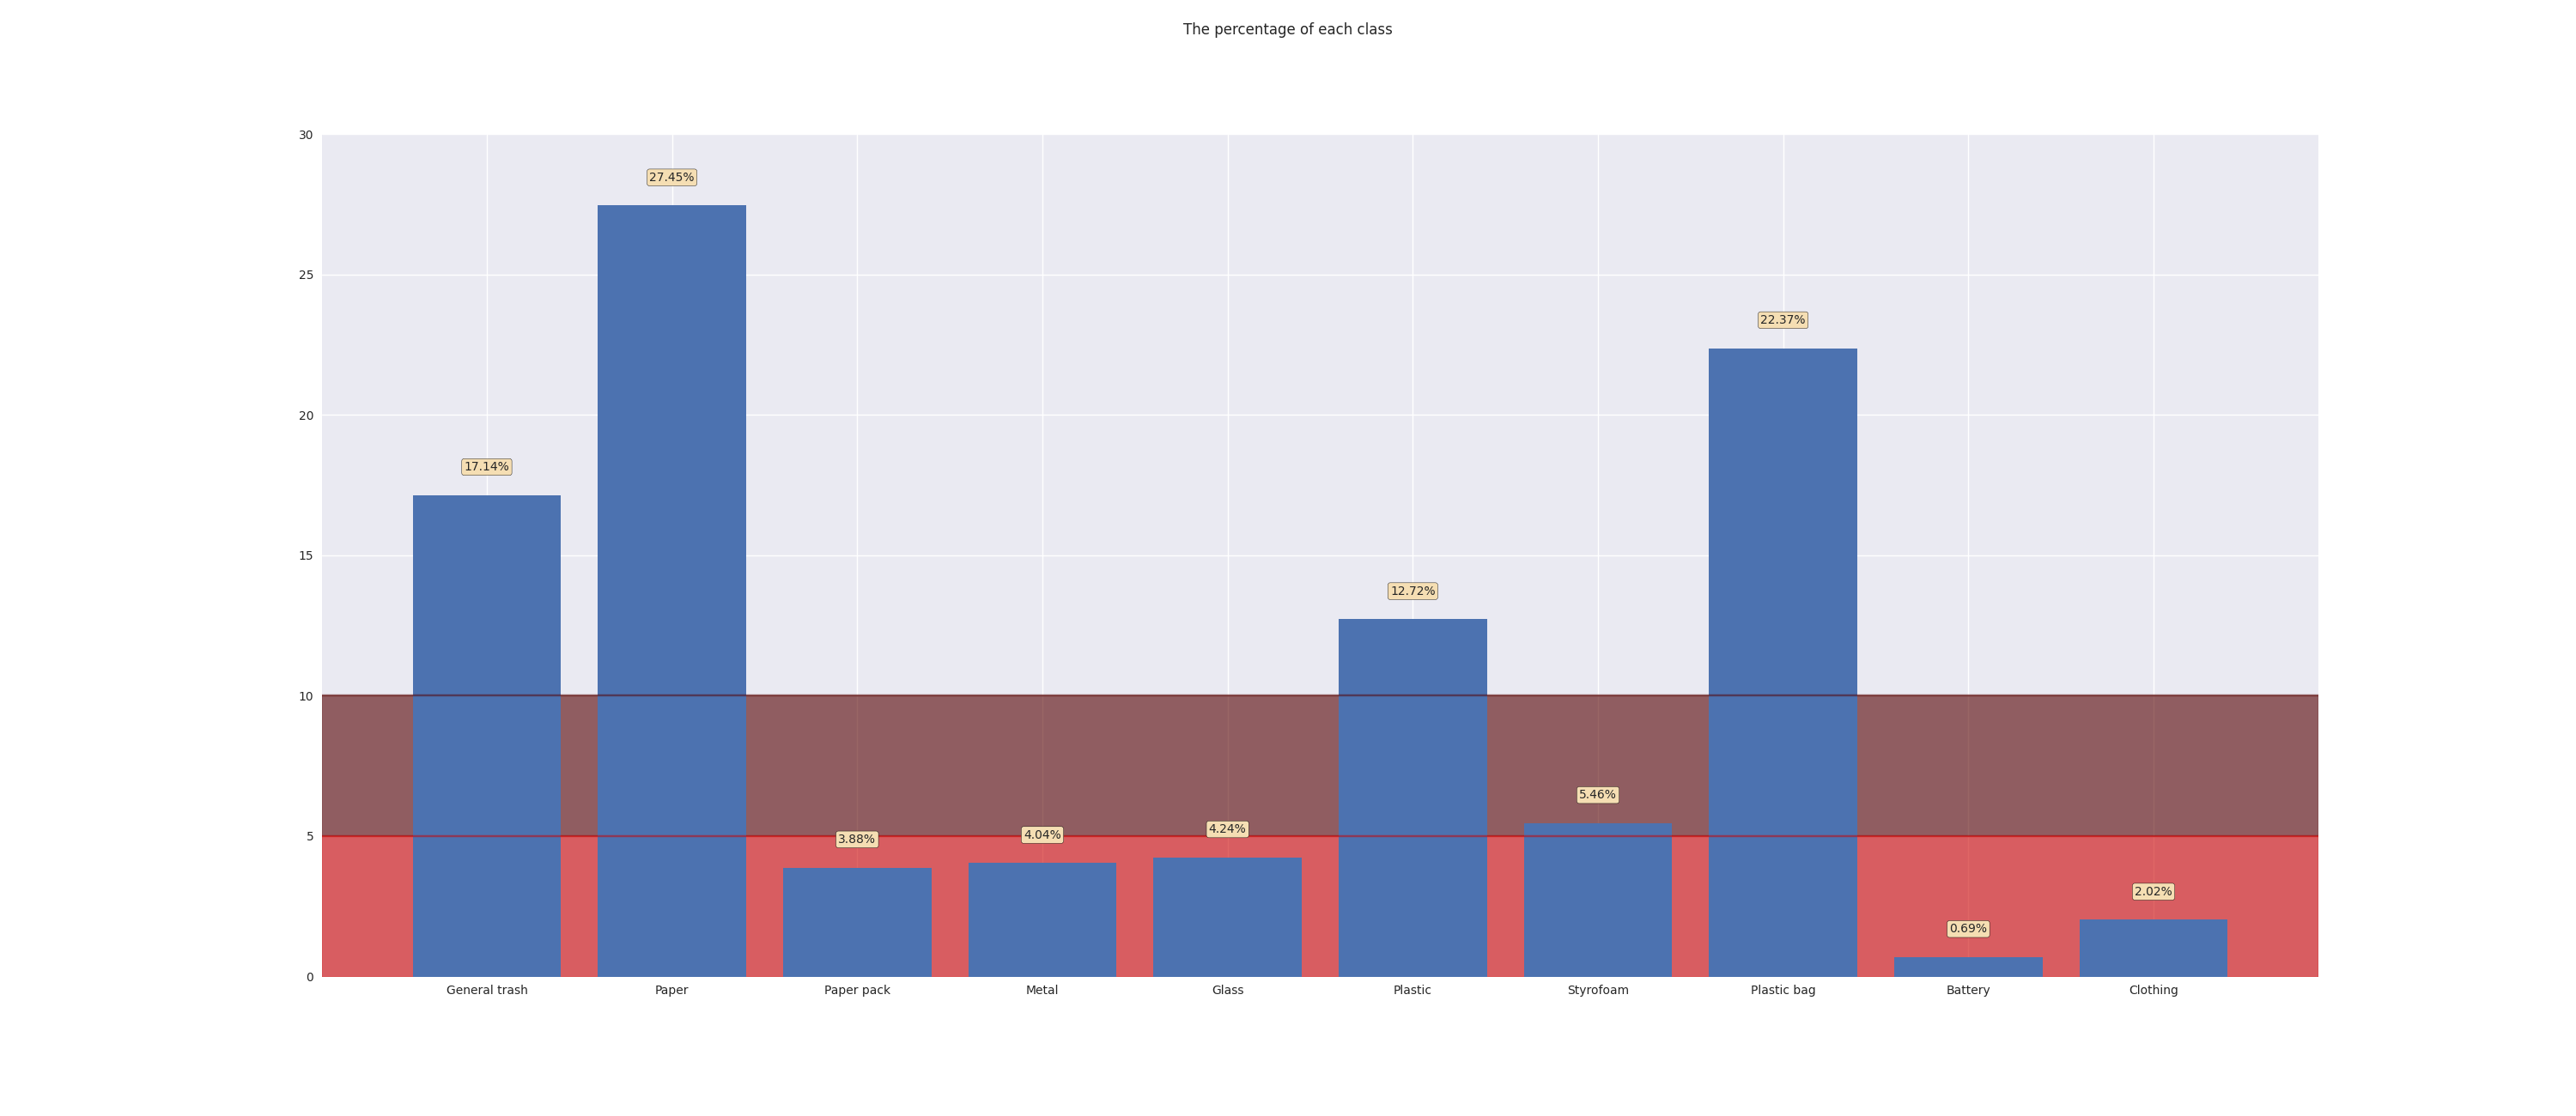 The percentage of each class
30
27.45%
25
22.37%
20
17.14%
15
12.72%
10
5.46%
5
3.88%
4.04%
4.24%
2.02%
0.69%
0
General trash
Paper
Paper pack
Metal
Glass
Plastic
Styrofoam
Plastic bag
Battery
Clothing